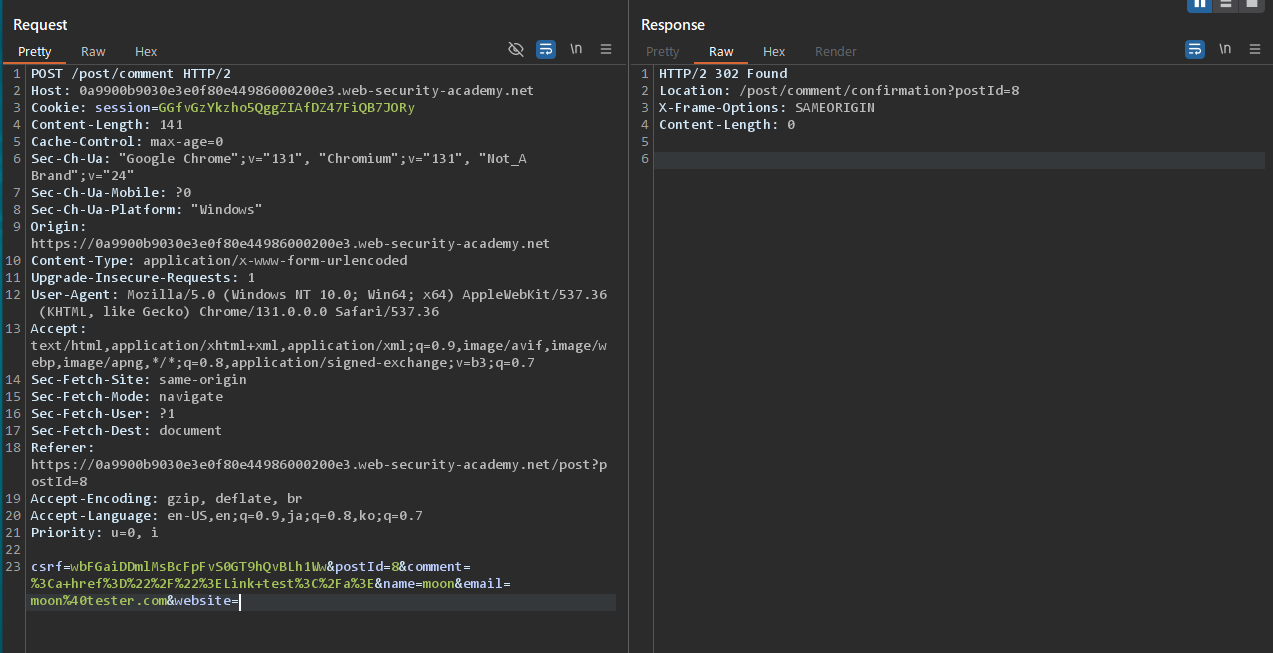 Request
Pretty Raw Hex
\n
1 POST /post/comment HTTP/2
2 Host: 0a9900b9030e3e0f80e44986000200e3.web-security-academy.net
3 Cookie: session=GGfvGzYkzho5QggZIAfDZ47FiQB7JORy
4 Content-Length: 141
5 Cache-Control: max-age=0
6 Sec-Ch-Ua: "Google Chrome";v="131", "Chromium";v="131", "Not_A
Brand";v="24"
7 Sec-Ch-Ua-Mobile: ?0
8 Sec-Ch-Ua-Platform: "Windows"
9 Origin:
https://0a9900b9030e3e0f80e44986000200e3.web-security-academy.net
10 Content-Type: application/x-www-form-urlencoded
11 Upgrade-Insecure-Requests: 1
12 User-Agent: Mozilla/5.0 (Windows NT 10.0; Win64; x64) AppleWebKit/537.36
(KHTML, like Gecko) Chrome/131.0.0.0 Safari/537.36
13 Accept:
text/html,application/xhtml+xml,application/xml;q=0.9,image/avif,image/w
ebp,image/apng,*/*;q=0.8,application/signed-exchange;v=b3;q=0.7
14 Sec-Fetch-Site: same-origin
15 Sec-Fetch-Mode: navigate
16 Sec-Fetch-User: ?1
17 Sec-Fetch-Dest: document
18 Referer:
https://0a9900b9030e3e0f80e44986000200e3.web-security-academy.net/post?p
ostId=8
19 Accept-Encoding: gzip, deflate, br
20 Accept-Language: en-US,en;q=0.9,ja;q=0.8,ko;q=0.7
21 Priority: u=0, i
22
23 csrf=wbFGaiDDmlMsBcFpFvS0GT9hQvBLh1Ww&postId=8&comment=
%3Ca+href%3D%22%2F%22%3ELink+test%3C%2Fa%3E&name=moon&email=
moon%40tester.com&website=
Response
Pretty Raw Hex Render
\n
1 HTTP/2 302 Found
2 Location: /post/comment/confirmation?postId=8
3 X-Frame-Options: SAMEORIGIN
4 Content-Length: 0
5
6